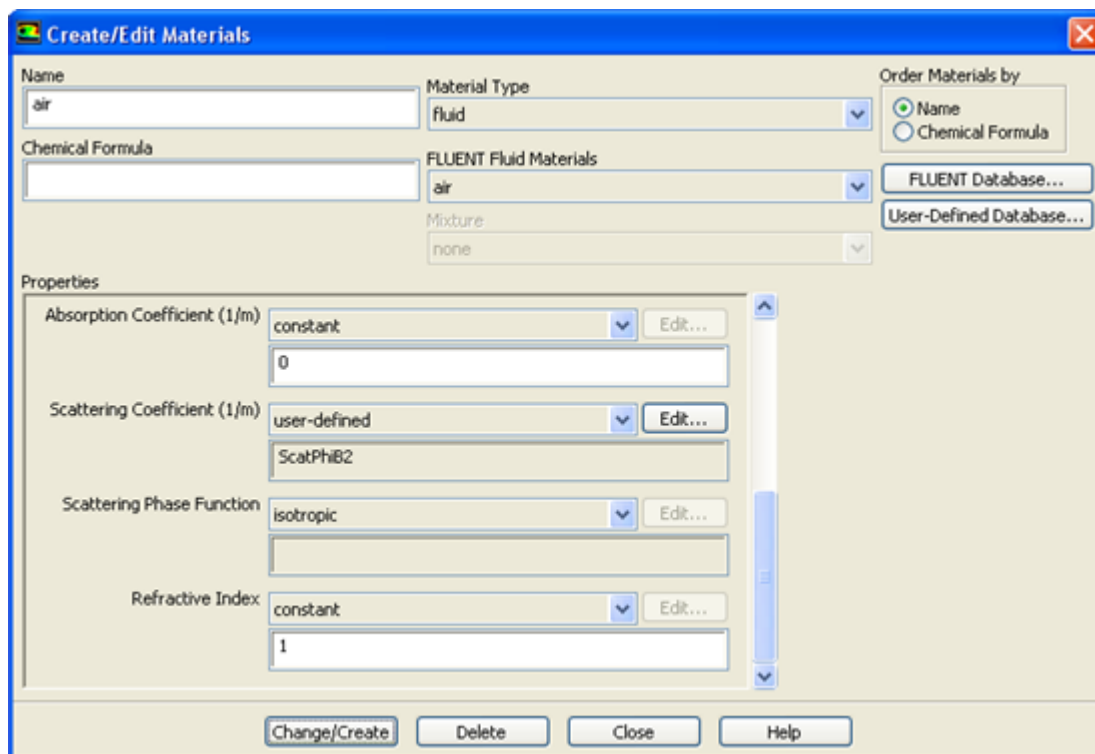 Create/Edit Materials
Name
air
Chemical Formula
Material Type
fluid
FLUENT Fluid Materials
air
Mixture
none
Order Materials by
Name
Chemical Formula
FLUENT Database...
User-Defined Database...
Properties
Absorption Coefficient (1/m)
constant
Edit...
0
Scattering Coefficient (1/m)
user-defined
Edit...
ScatPhiB2
Scattering Phase Function
isotropic
Edit...
Refractive Index
constant
Edit...
1
Change/Create
Delete
Close
Help